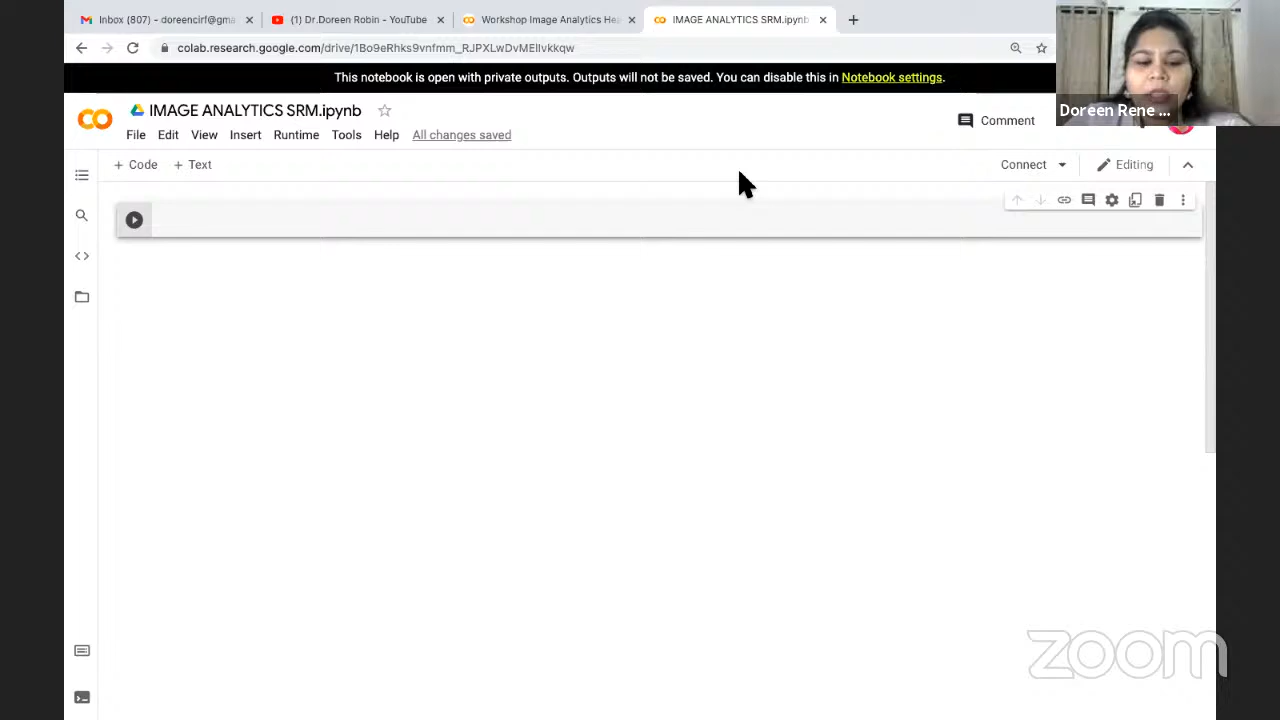 Inbox (807) - doreencirf@gma
(1) Dr.Doreen Robin - YouTube
Workshop Image Analytics Hea
IMAGE ANALYTICS SRM.ipynb
colab.research.google.com/drive/1Bo9eRhks9vnfmm_RJPXLwDvMEIlvkkqw
This notebook is open with private outputs. Outputs will not be saved. You can disable this in Notebook settings.
IMAGE ANALYTICS SRM.ipynb
Comment
Doreen Rene ...
File Edit View Insert Runtime Tools Help All changes saved
+ Code + Text
Connect
Editing
zoom